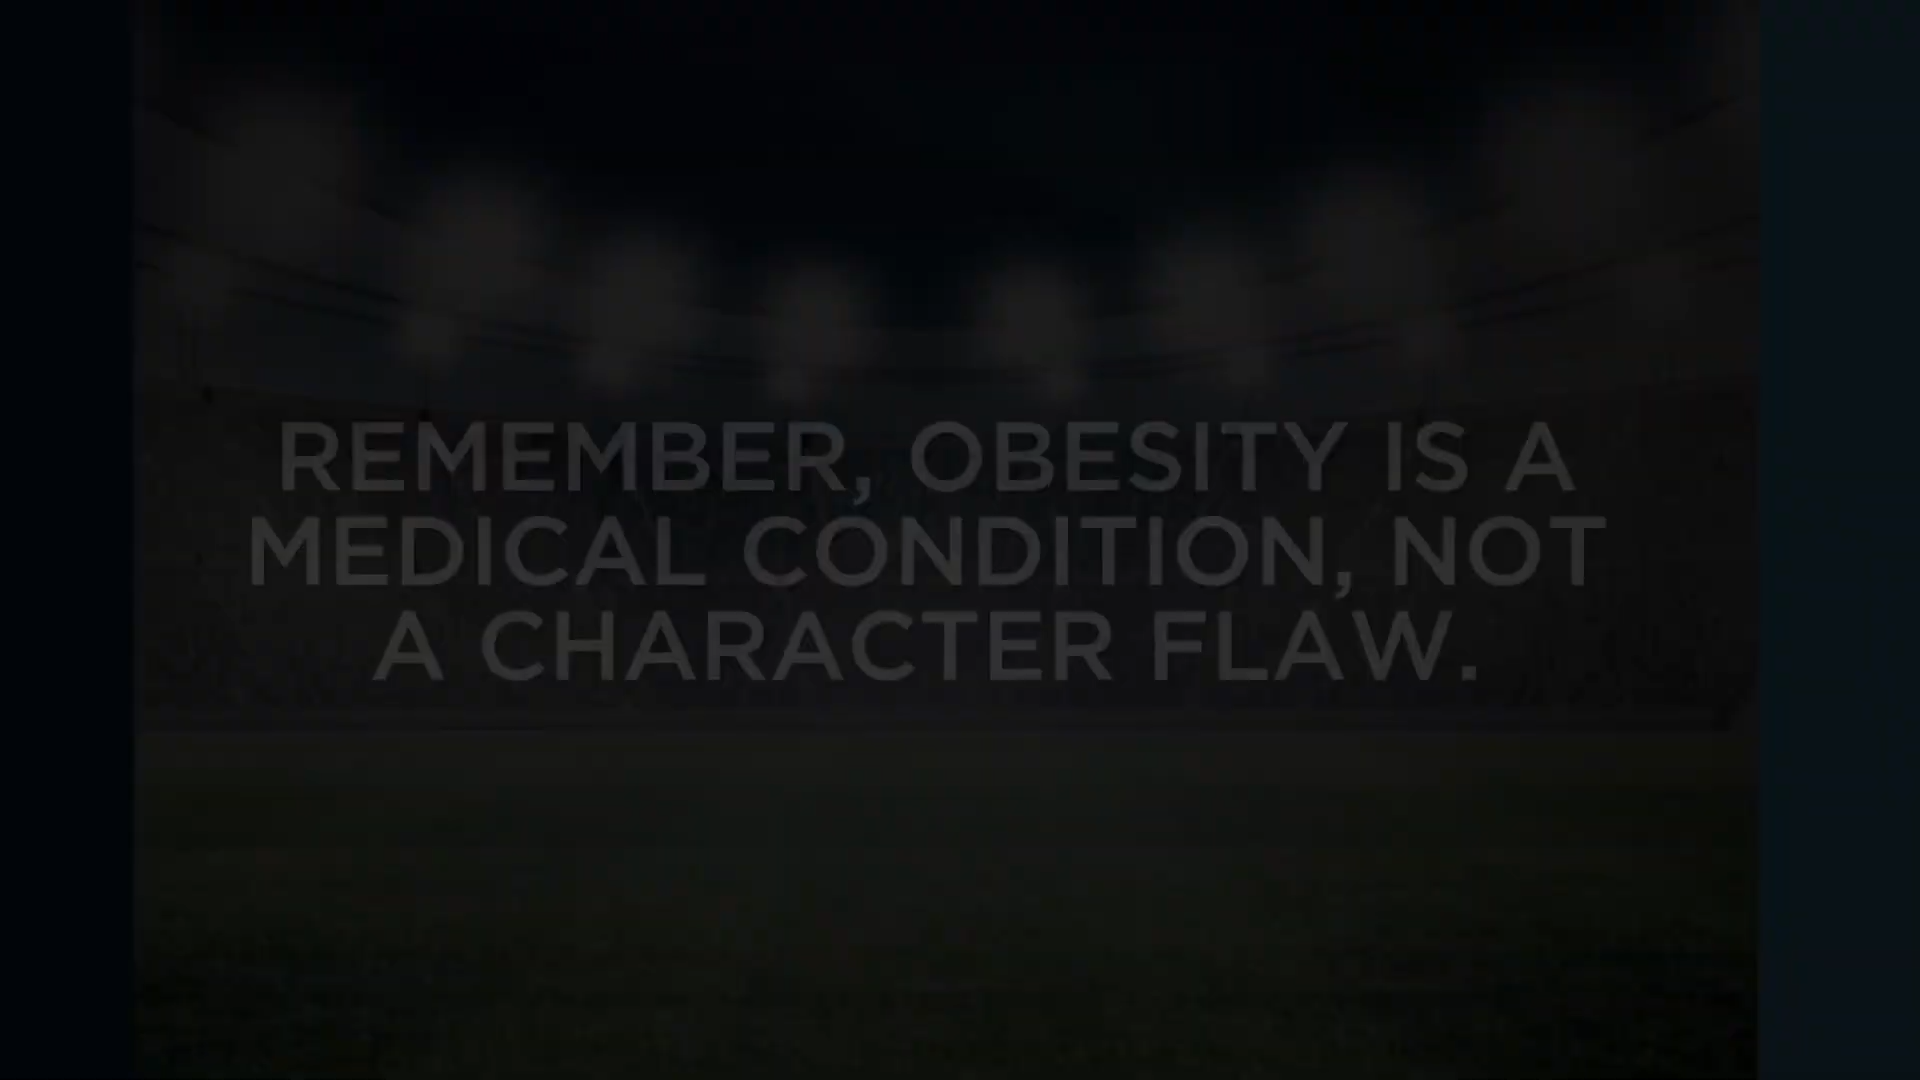 REMEMBER, OBESITY IS A
MEDICAL CONDITION, NOT
A CHARACTER FLAW.